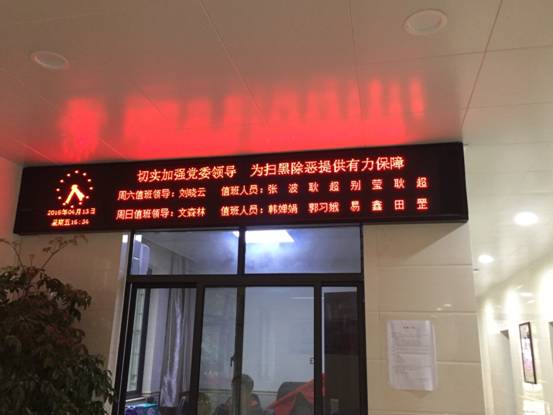 切实加强党委领导 为扫黑除恶提供有力保障
周六值班领导:刘晓云 值班人员:张 波 耿 超 别 莹 耿 超
周日值班领导:文森林 值班人员:韩婵娟 郭习娥 易 鑫 田 罡
2018年04月13日
星期五16:24